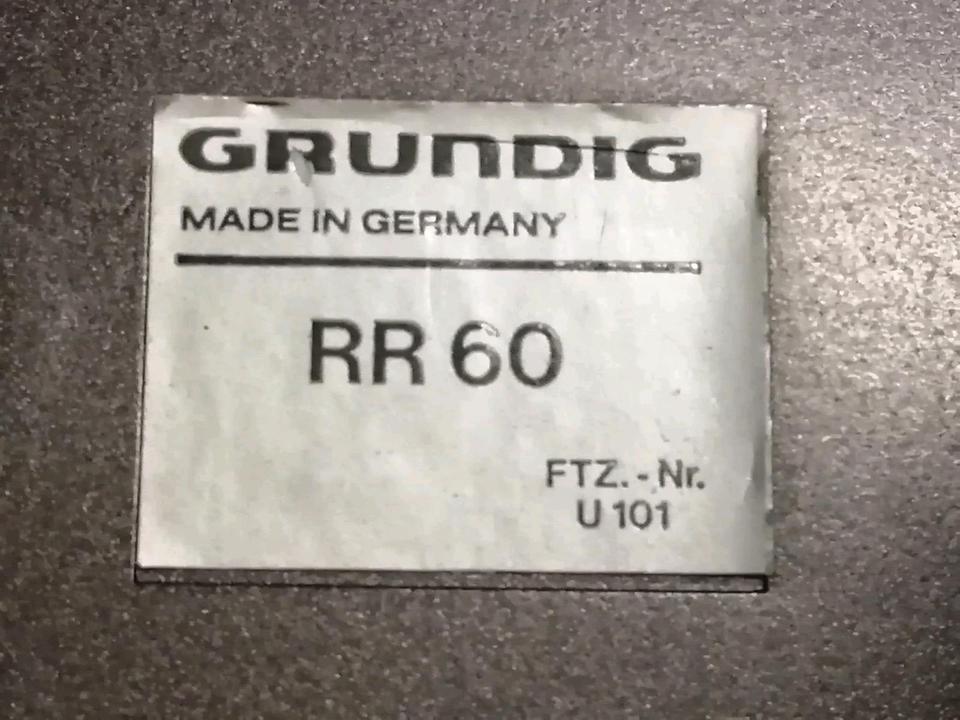 GRUNDIG
MADE IN GERMANY
RR 60
FTZ.-Nr.
U 101